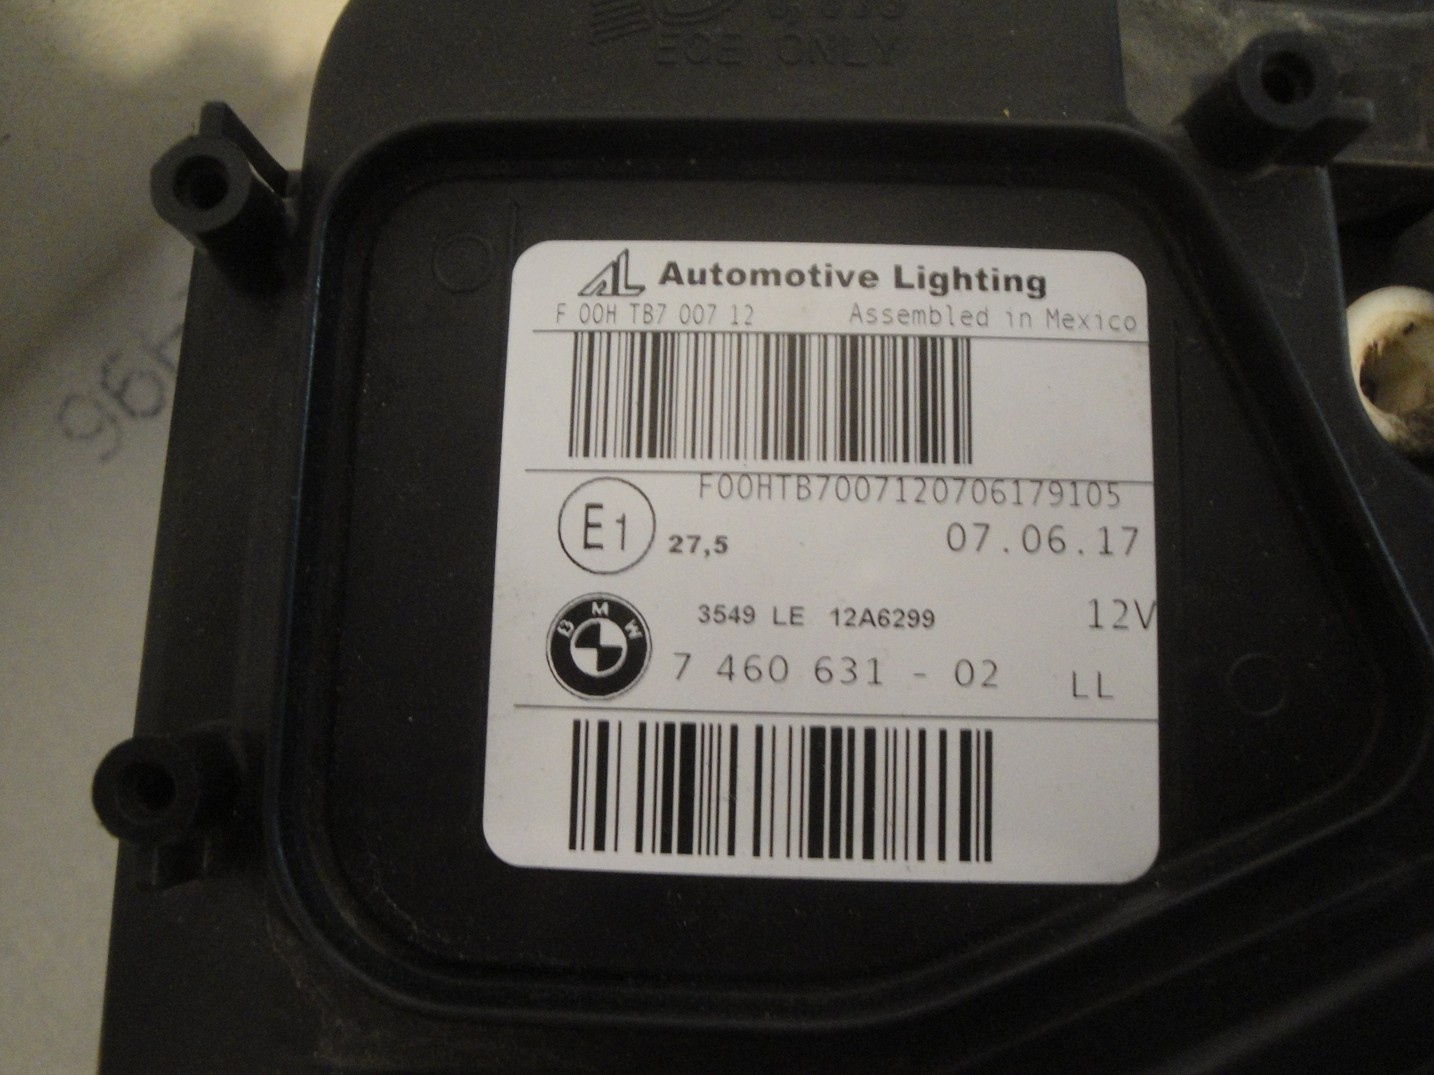 ECE ONLY
AL Automotive Lighting
F 00H TB7 007 12 Assembled in Mexico
F00HTB7007120706179105
E1 27,5 07.06.17
BMW 3549 LE 12A6299 12V
7 460 631 - 02 LL